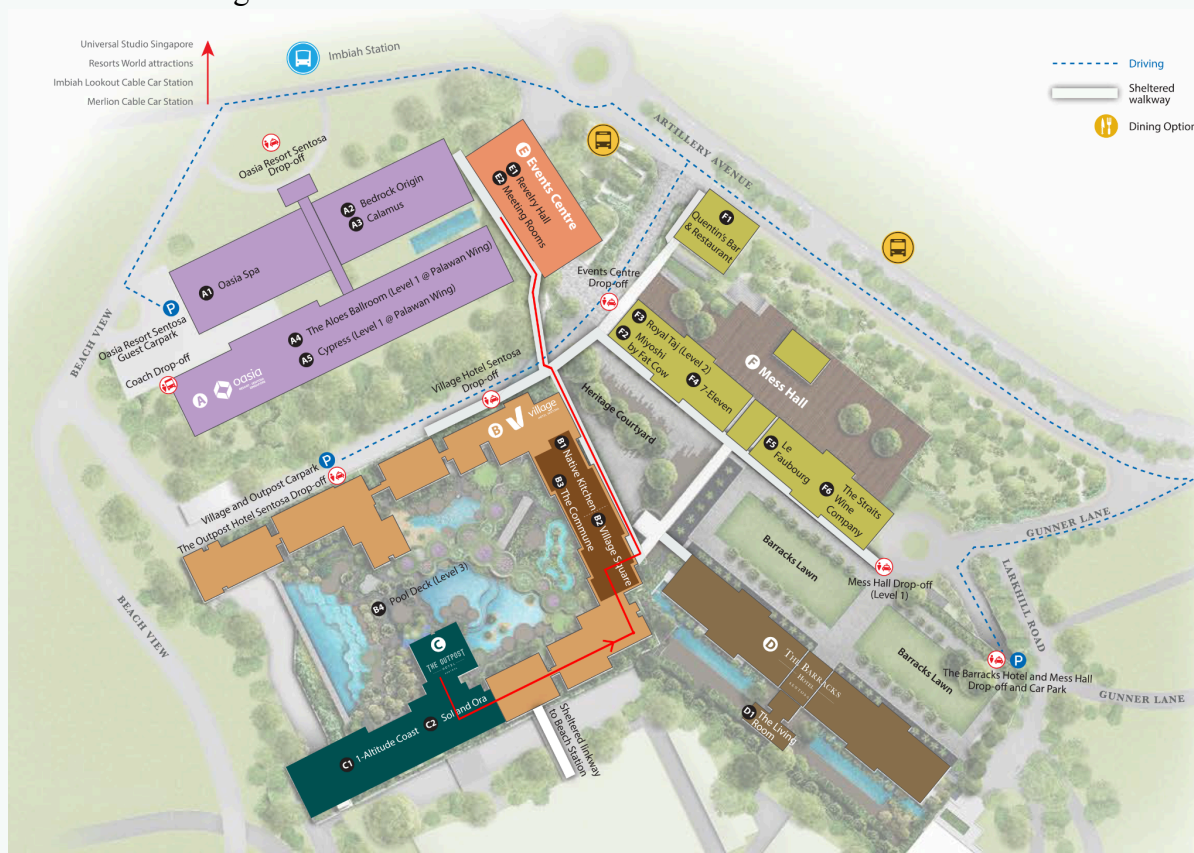 Universal Studio Singapore
Resorts World attractions
Imbiah Lookout Cable Car Station
Merlion Cable Car Station
Imbiah Station
Driving
Sheltered
walkway
Dining Option
ARTILLERY AVENUE
Oasia Resort Sentosa
Drop-off
E Events Centre
E1 Revelry Hall
E2 Meeting Rooms
A2 Bedrock Origin
A3 Calamus
A1 Oasia Spa
A4 The Aloes Ballroom (Level 1 @ Palawan Wing)
A5 Cypress (Level 1 @ Palawan Wing)
A oasia
P
Oasia Resort Sentosa
Guest Carpark
Coach Drop-off
BEACH VIEW
F1
Quentin's Bar
& Restaurant
Events Centre
Drop-off
F3 Royal Taj (Level 2)
F2 Miyoshi
by Fat Cow
F4 7-Eleven
F Mess Hall
F5 Le
Faubourg
F6 The Straits
Wine
Company
Village Hotel Sentosa
Drop-off
Heritage Courtyard
B village
B1 Native Kitchen
B3 The Commune
B2 Village Square
P
Village and Outpost Carpark
The Outpost Hotel Sentosa Drop-off
B4 Pool Deck (Level 3)
BEACH VIEW
C
THE OUTPOST
HOTEL
C2 Sol and Ora
C1 1-Altitude Coast
Sheltered linkway
to Beach Station
Barracks Lawn
Mess Hall Drop-off
(Level 1)
GUNNER LANE
LARKHILL ROAD
D
THE BARRACKS
HOTEL
SENTOSA
D1 The Living
Room
Barracks Lawn
P
The Barracks Hotel and Mess Hall
Drop-off and Car Park
GUNNER LANE